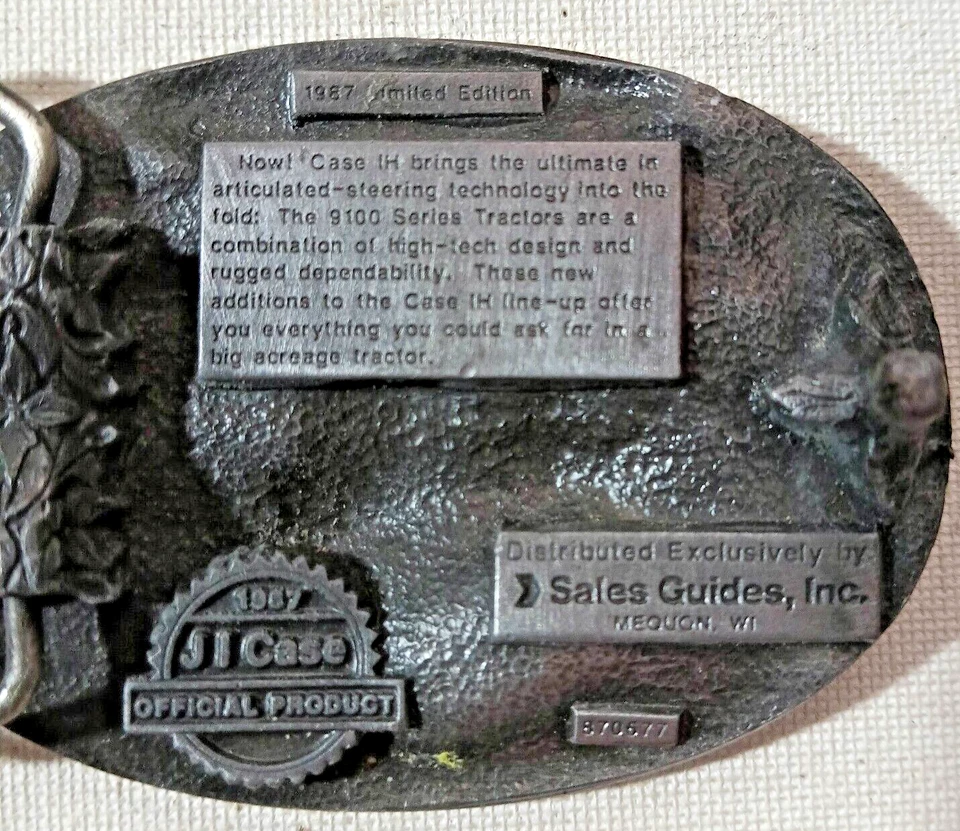 1987 Limited Edition
Now! Case IH brings the ultimate in
articulated-steering technology into the
fold: The 9100 Series Tractors are a
combination of high-tech design and
rugged dependability. These new
additions to the Case IH line-up offer
you everything you could ask for in a
big acreage tractor.
Distributed Exclusively by:
Sales Guides, Inc.
MEQUON, WI
1987
JI Case
OFFICIAL PRODUCT
870577